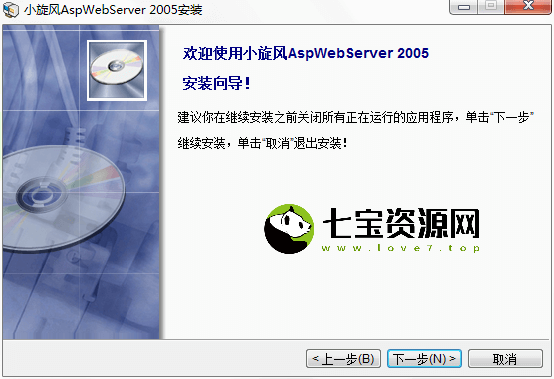 小旋风AspWebServer 2005安装
欢迎使用小旋风AspWebServer 2005
安装向导！
建议你在继续安装之前关闭所有正在运行的应用程序，单击“下一步”
继续安装，单击“取消”退出安装！
七宝资源网
www.love7.top
< 上一步(B)
下一步(N) >
取消